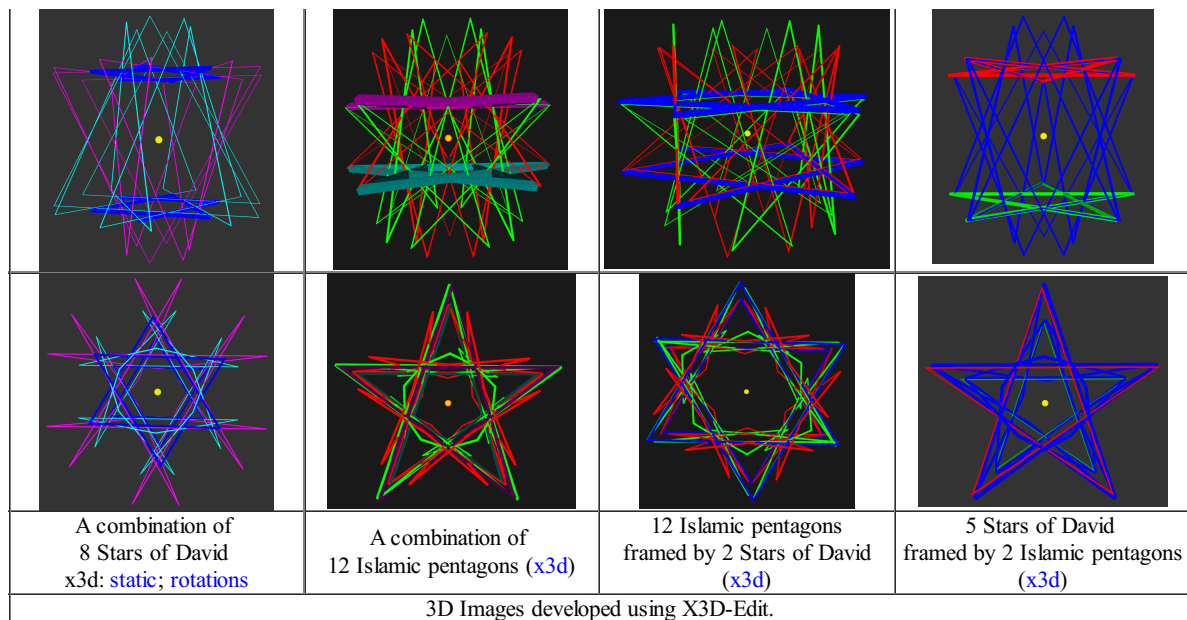 A combination of
8 Stars of David
x3d: static; rotations
A combination of
12 Islamic pentagons (x3d)
12 Islamic pentagons
framed by 2 Stars of David
(x3d)
5 Stars of David
framed by 2 Islamic pentagons
(x3d)
3D Images developed using X3D-Edit.